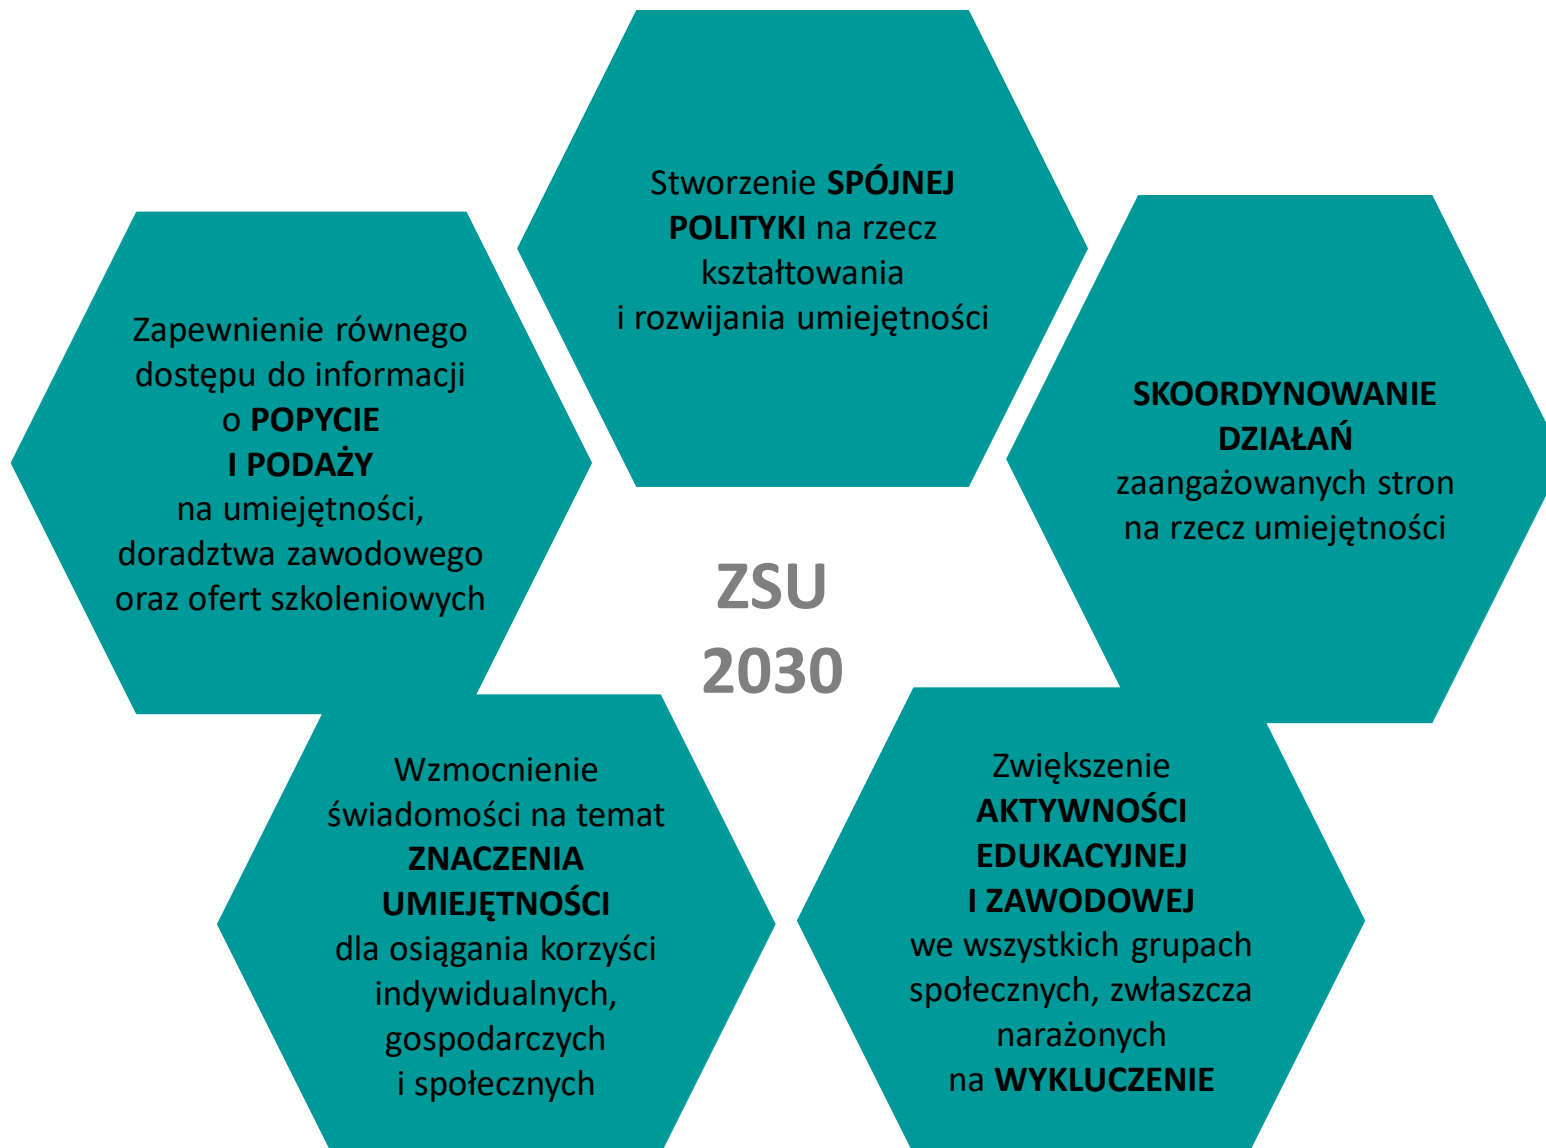 Stworzenie SPÓJNEJ
POLITYKI na rzecz
kształtowania
i rozwijania umiejętności
Zapewnienie równego
dostępu do informacji
o POPYCIE
I PODAŻY
na umiejętności,
doradztwa zawodowego
oraz ofert szkoleniowych
SKOORDYNOWANIE
DZIAŁAŃ
zaangażowanych stron
na rzecz umiejętności
ZSU
2030
Wzmocnienie
świadomości na temat
ZNACZENIA
UMIEJĘTNOŚCI
dla osiągania korzyści
indywidualnych,
gospodarczych
i społecznych
Zwiększenie
AKTYWNOŚCI
EDUKACYJNEJ
I ZAWODOWEJ
we wszystkich grupach
społecznych, zwłaszcza
narażonych
na WYKLUCZENIE